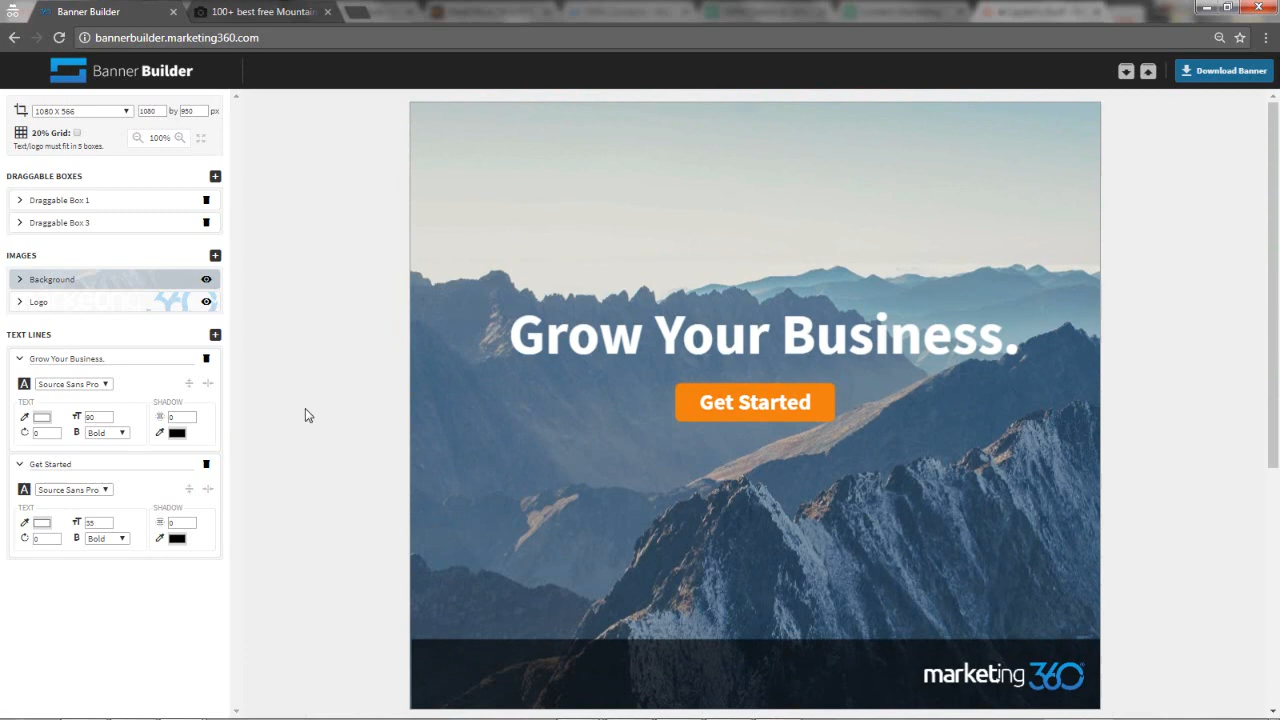 Banner Builder
100+ best free Mountain
bannerbuilder.marketing360.com
Banner Builder
Download Banner
1080 X 566
1080 by 950 px
20% Grid:
Text/logo must fit in 5 boxes.
100%
DRAGGABLE BOXES
Draggable Box 1
Draggable Box 3
IMAGES
Background
Logo
TEXT LINES
Grow Your Business.
A Source Sans Pro
TEXT
SHADOW
0
0
B Bold
Get Started
A Source Sans Pro
TEXT
SHADOW
35
0
0
B Bold
Grow Your Business.
Get Started
marketing 360